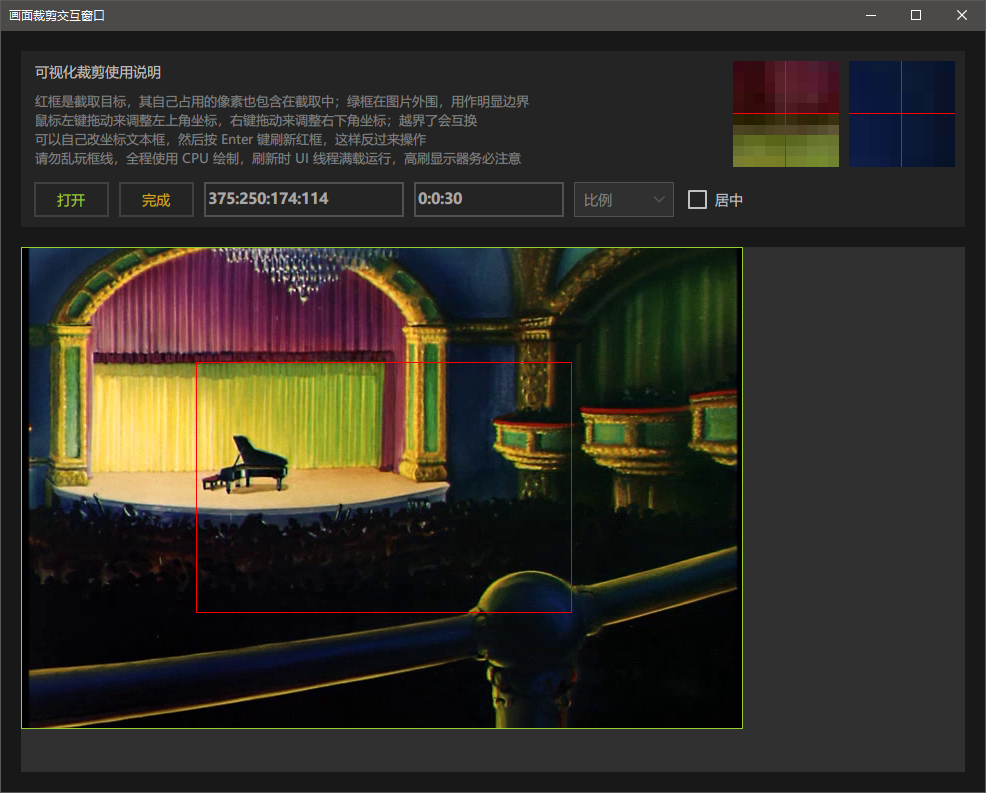 画面裁剪交互窗口
可视化裁剪使用说明
红框是截取目标，其自己占用的像素也包含在截取中；绿框在图片外围，用作明显边界
鼠标左键拖动来调整左上角坐标，右键拖动来调整右下角坐标；越界了会互换
可以自己改坐标文本框，然后按 Enter 键刷新红框，这样反过来操作
请勿乱玩框线，全程使用 CPU 绘制，刷新时 UI 线程满载运行，高刷显示器务必注意
打开 完成 375:250:174:114 0:0:30 比例 居中